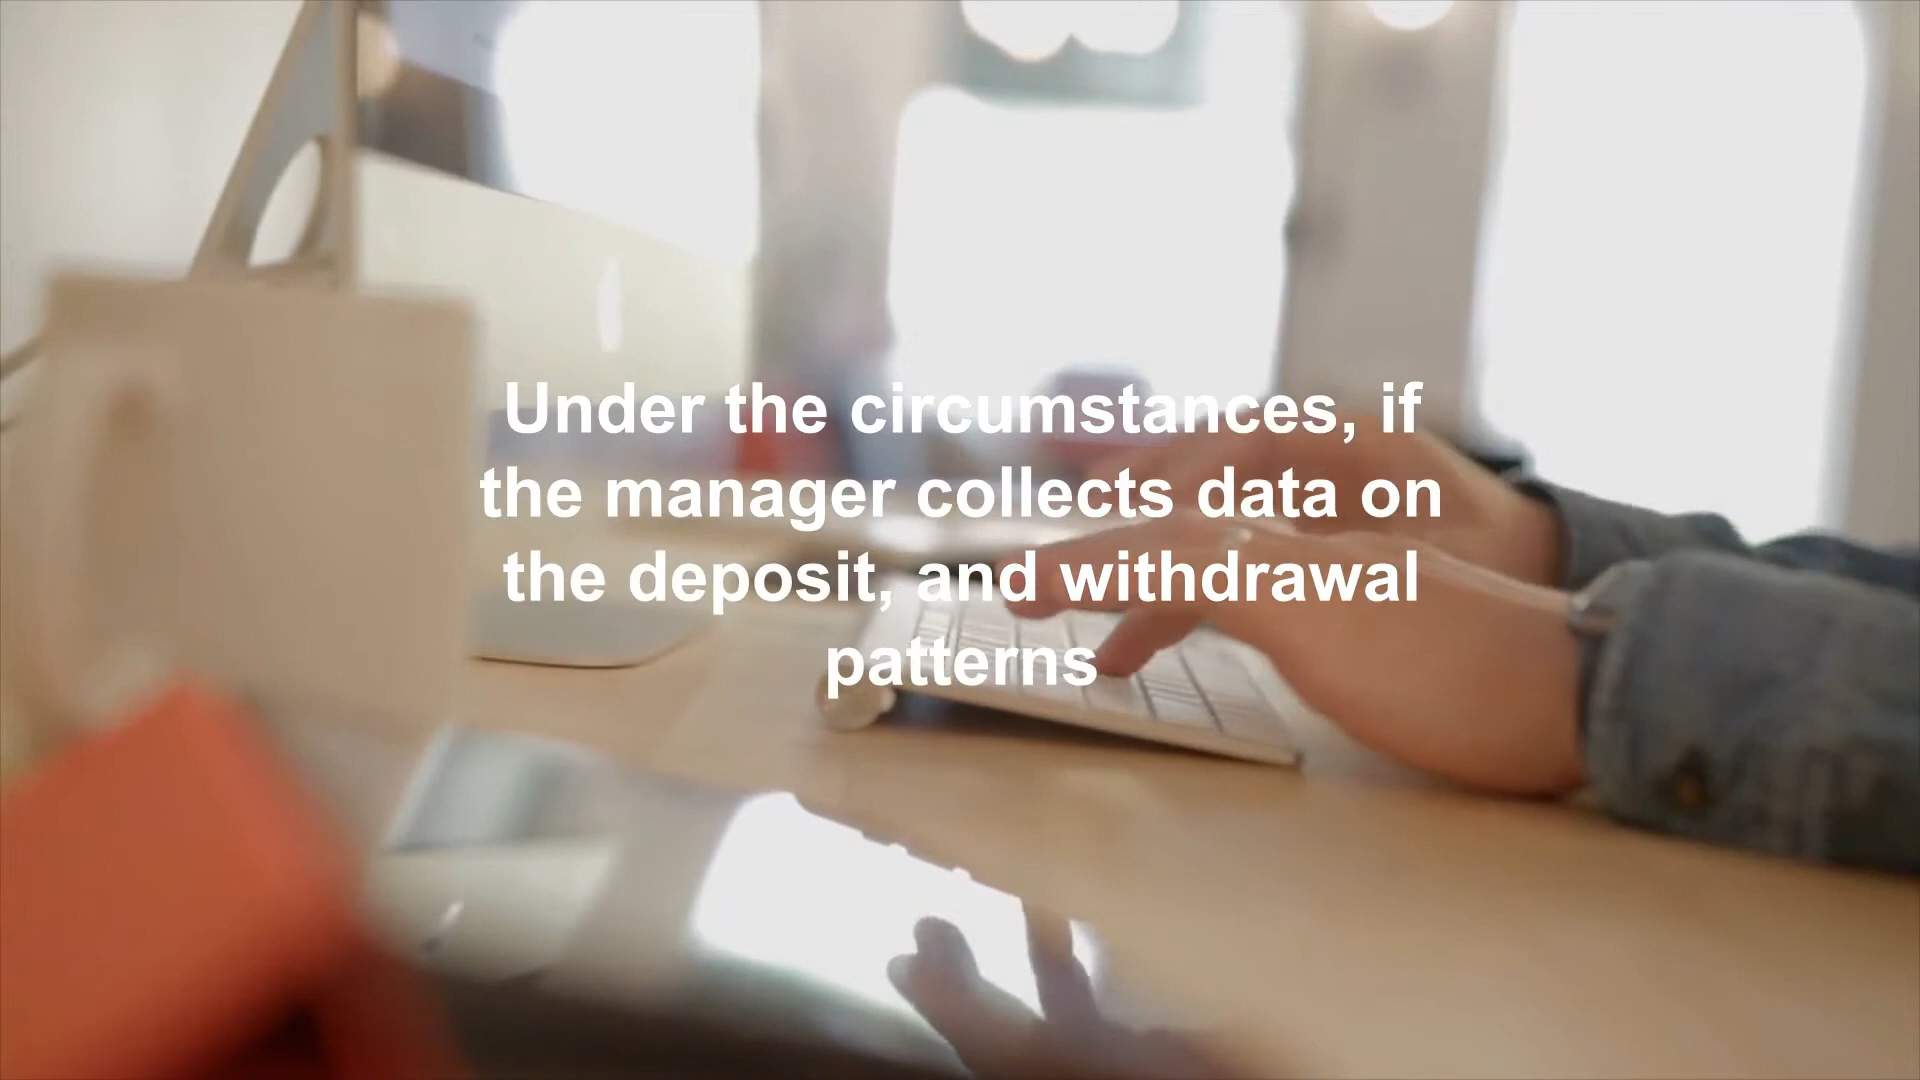 Under the circumstances, if
the manager collects data on
the deposit, and withdrawal
patterns